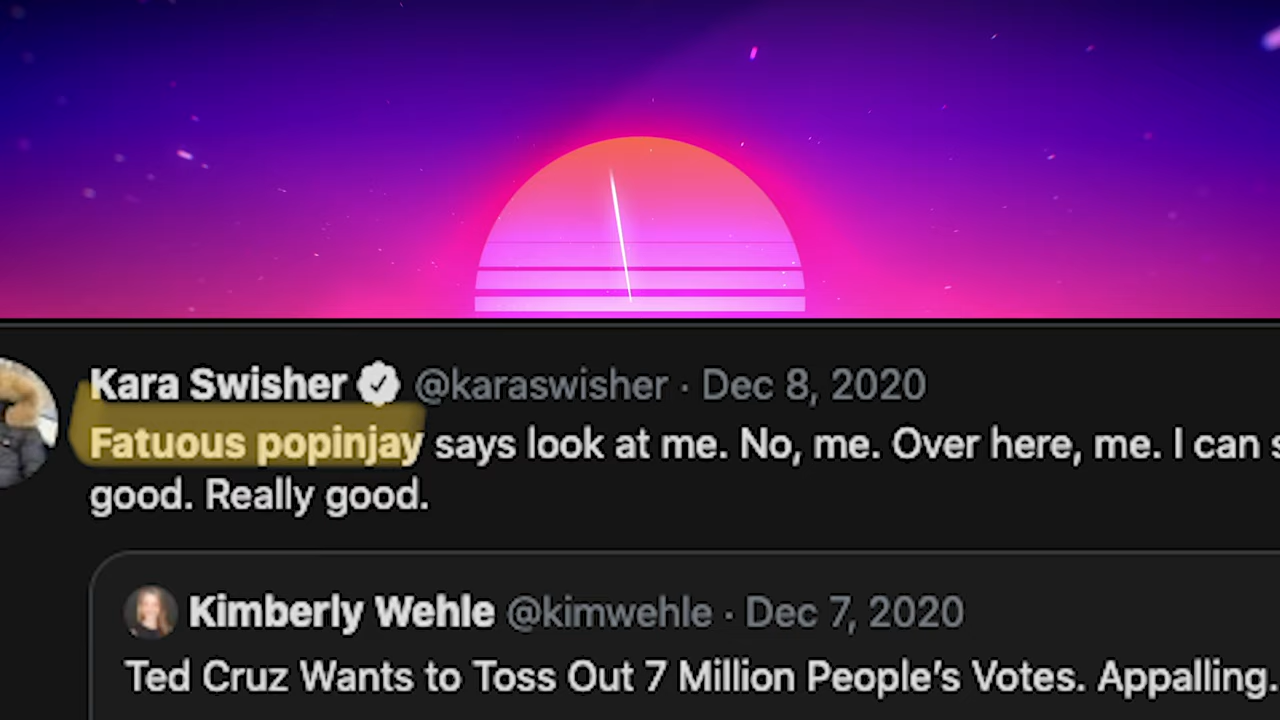 Kara Swisher @karaswisher · Dec 8, 2020
Fatuous popinjay says look at me. No, me. Over here, me. I can
good. Really good.
Kimberly Wehle @kimwehle · Dec 7, 2020
Ted Cruz Wants to Toss Out 7 Million People’s Votes. Appalling.